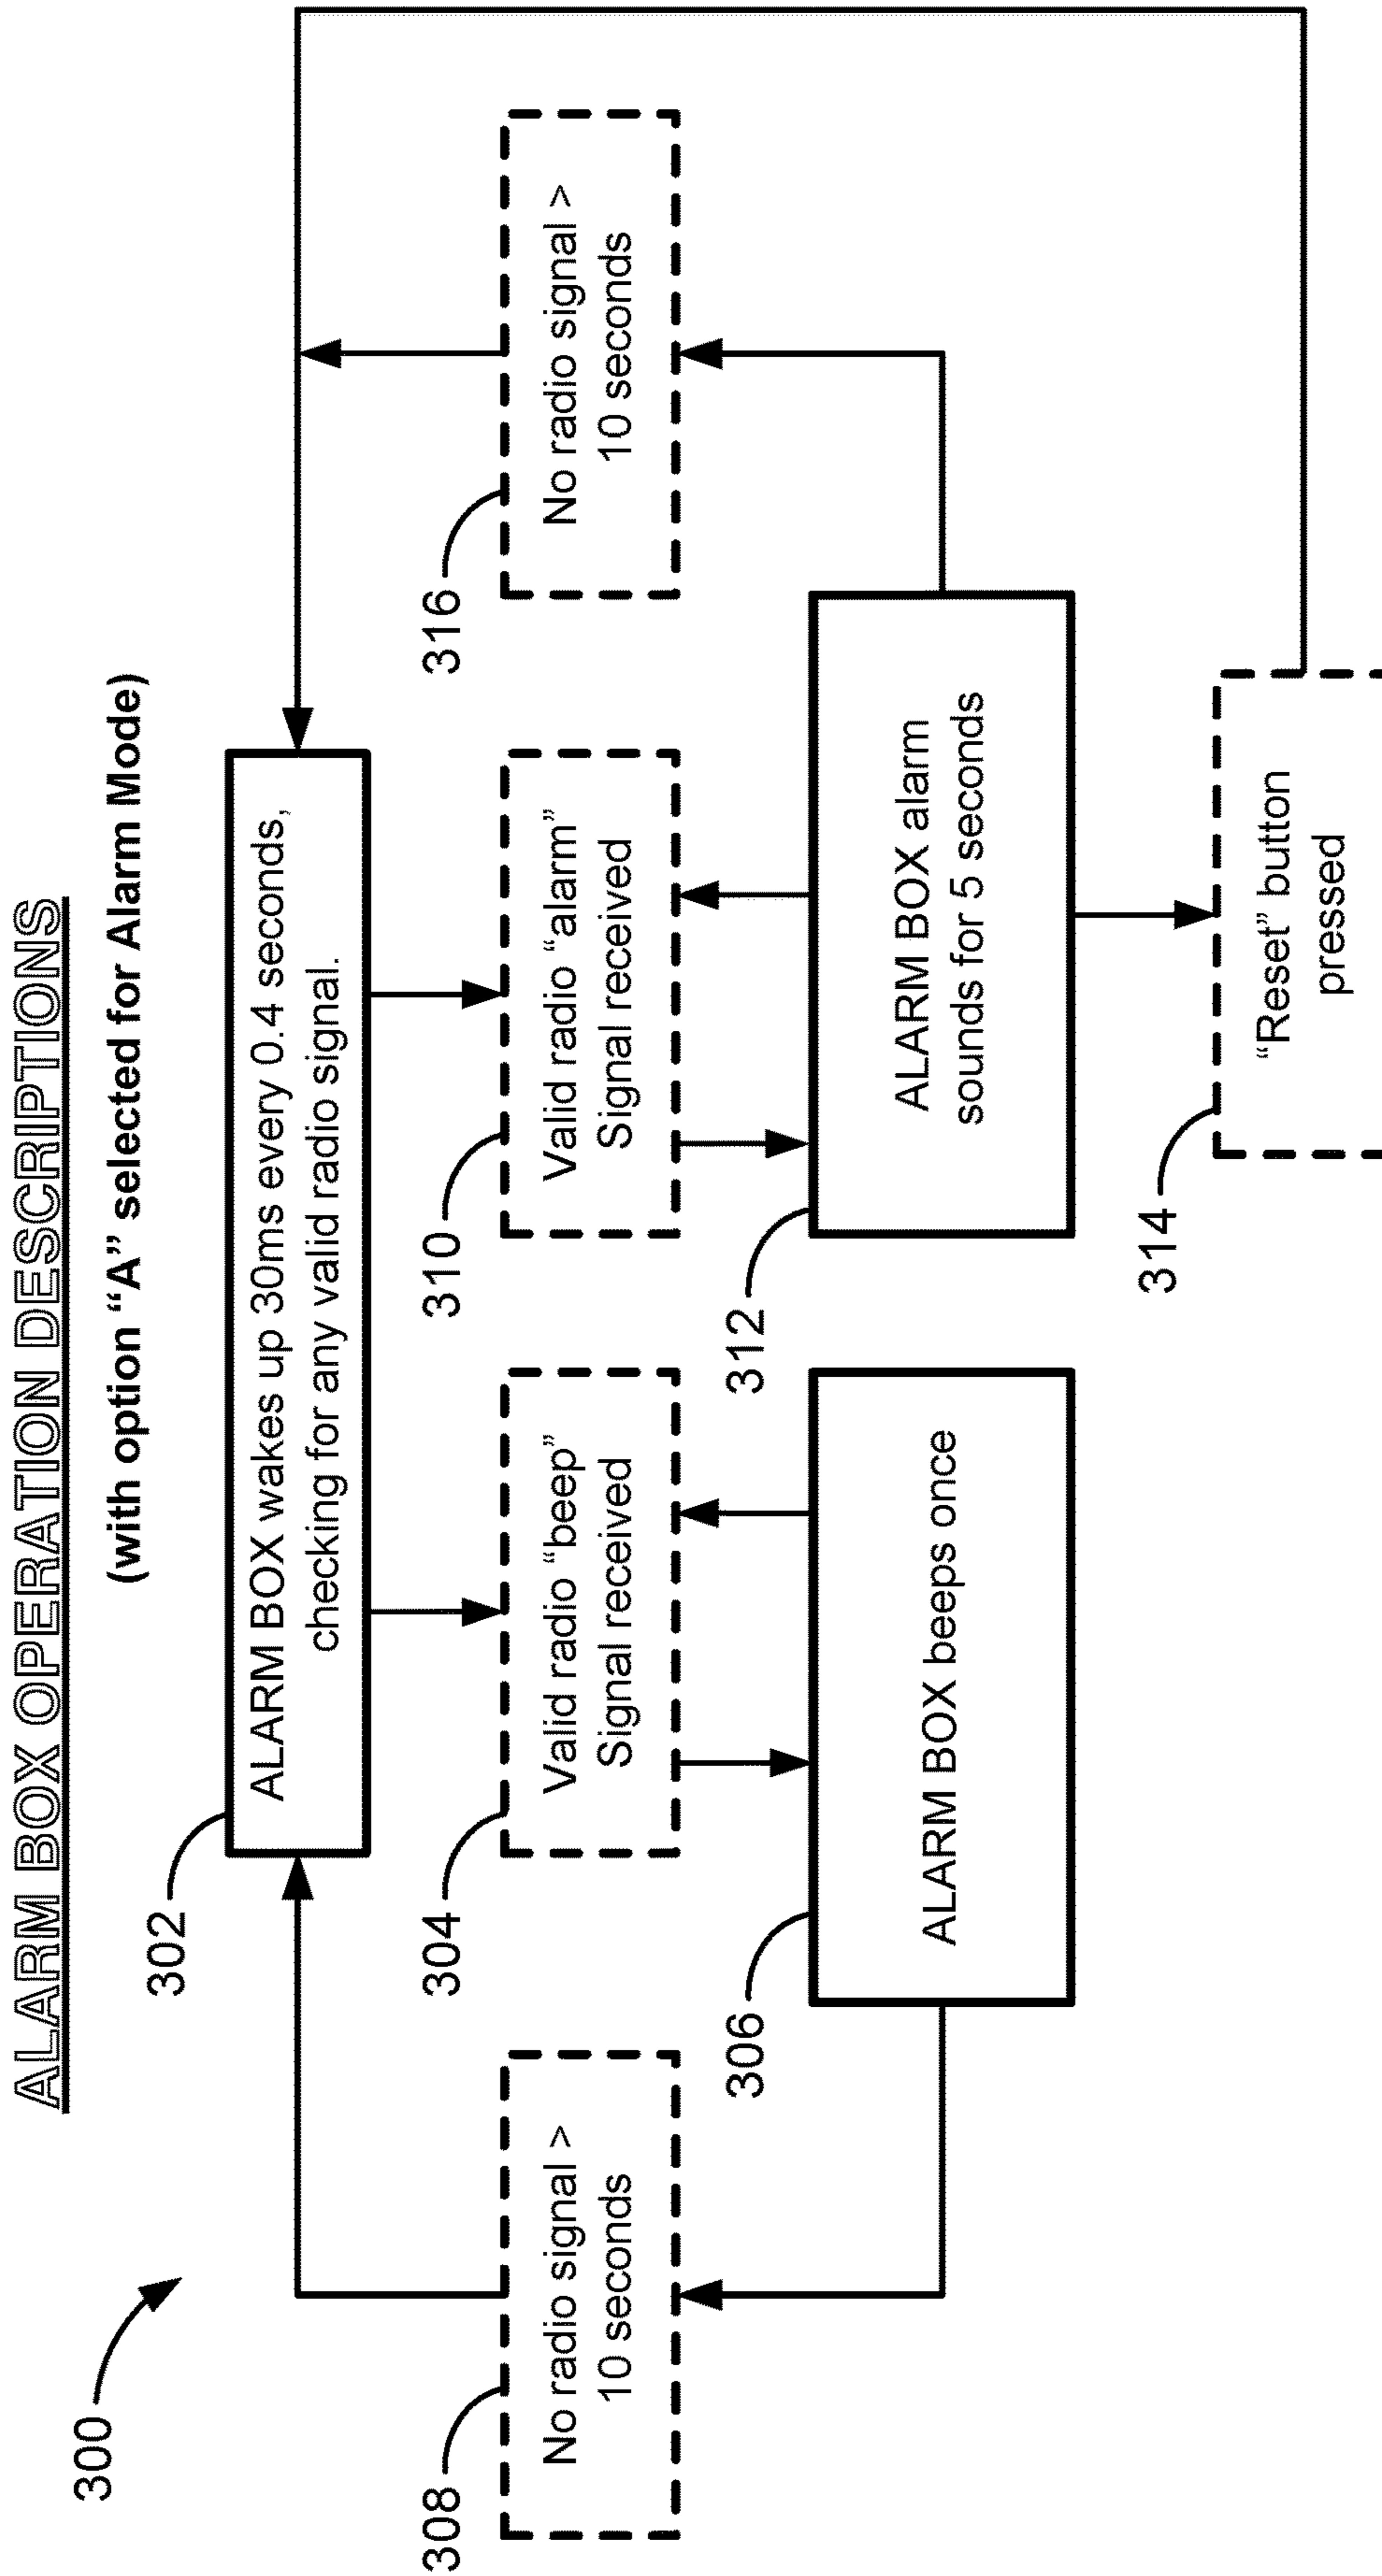 ALARM BOX OPERATION DESCRIPTIONS
(with option “A” selected for Alarm Mode)
300
302
ALARM BOX wakes up 30ms every 0.4 seconds,
checking for any valid radio signal.
308
No radio signal >
10 seconds
304
Valid radio “beep”
Signal received
310
Valid radio “alarm”
Signal received
316
No radio signal >
10 seconds
306
ALARM BOX beeps once
312
ALARM BOX alarm
sounds for 5 seconds
314
“Reset” button
pressed